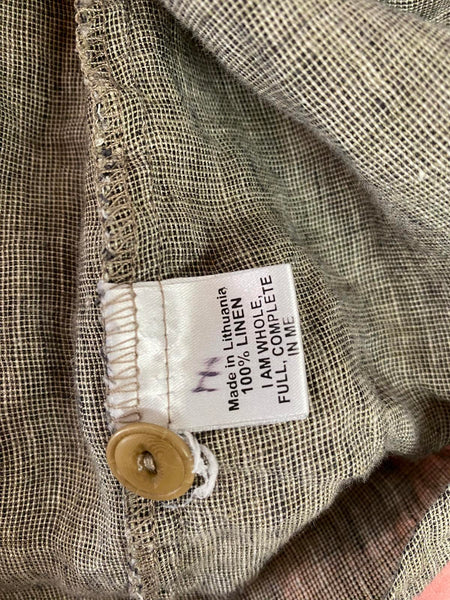 Made in Lithuania
100% LINEN
I AM WHOLE,
FULL, COMPLETE
IN ME